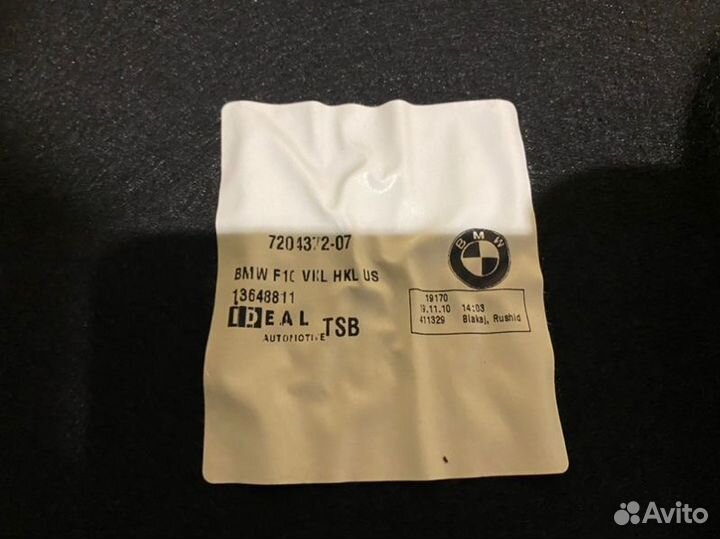 7204372-07
BMW
BMW F10 VKL HKL US
13648811
IDEAL
AUTOMOTIVE
TSB
19170
9.11.10 14:03
411329 Blakaj, Rushid
Avito